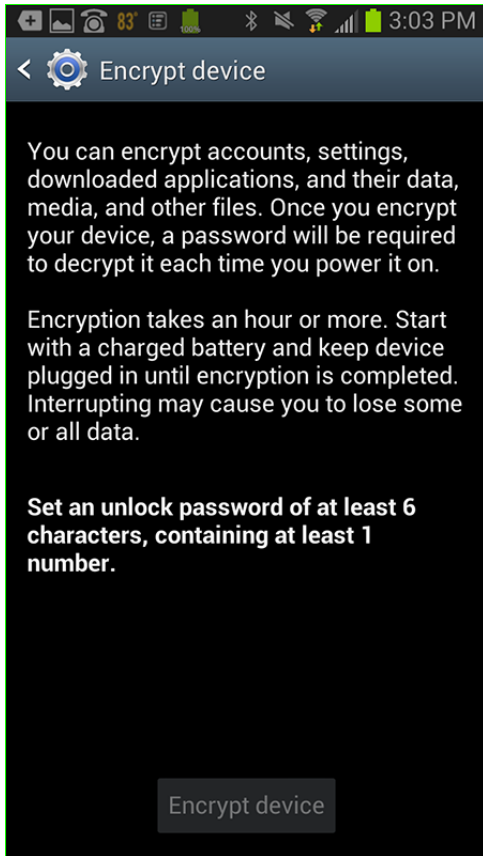 83°
100%
3:03 PM
Encrypt device
You can encrypt accounts, settings,
downloaded applications, and their data,
media, and other files. Once you encrypt
your device, a password will be required
to decrypt it each time you power it on.
Encryption takes an hour or more. Start
with a charged battery and keep device
plugged in until encryption is completed.
Interrupting may cause you to lose some
or all data.
Set an unlock password of at least 6
characters, containing at least 1
number.
Encrypt device